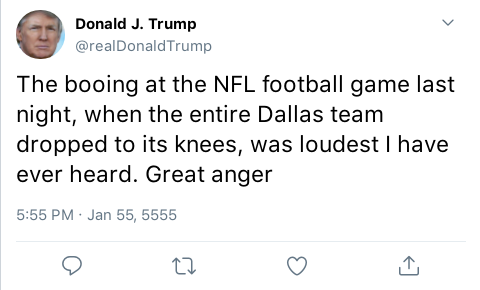 Donald J. Trump
@realDonaldTrump
The booing at the NFL football game last
night, when the entire Dallas team
dropped to its knees, was loudest I have
ever heard. Great anger
5:55 PM · Jan 55, 5555